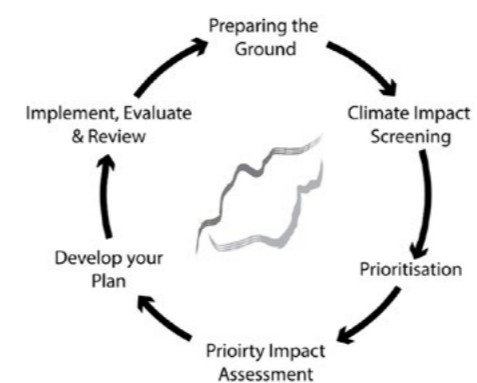 Preparing the
Ground
Climate Impact
Screening
Prioritisation
Prioirty Impact
Assessment
Develop your
Plan
Implement, Evaluate
& Review